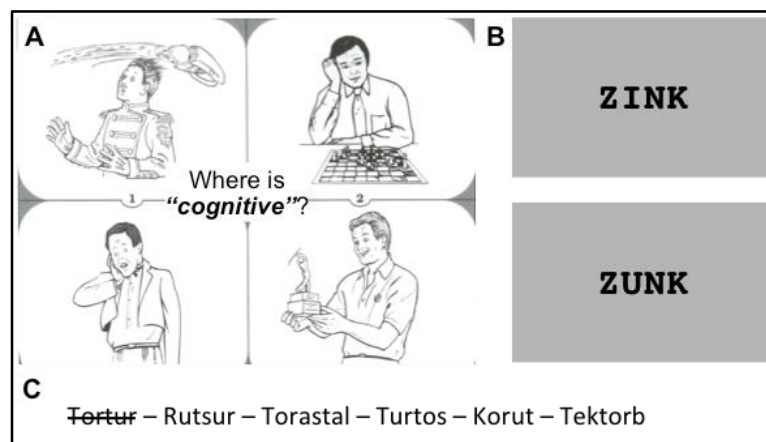 A
B
ZINK
Where is
"cognitive"?
1
2
ZUNK
C
Tortur – Rutsur – Torastal – Turtos – Korut – Tektorb